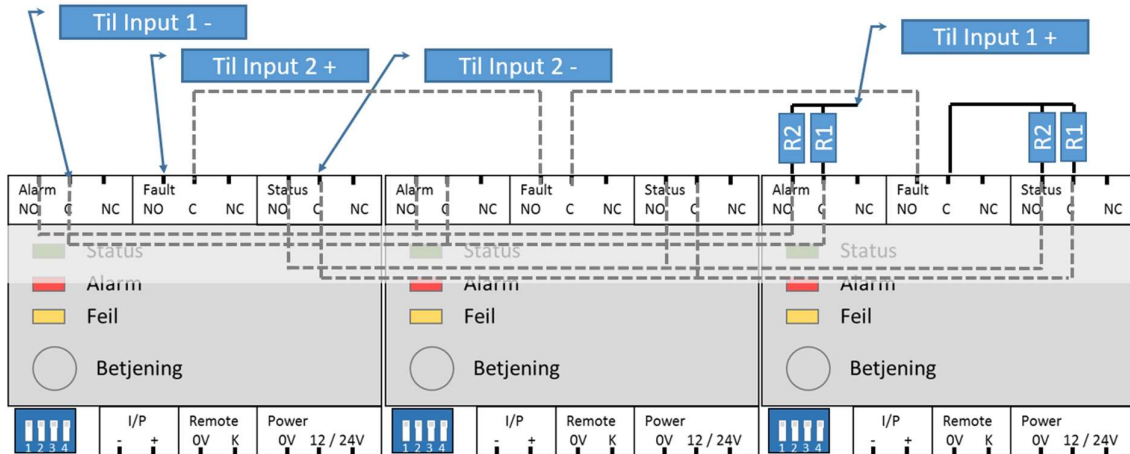 Til Input 1 -
Til Input 1 +
Til Input 2 +
Til Input 2 -
R2 R1
R2 R1
Alarm Fault Status Alarm Fault Status Alarm Fault Status
NO C NC NO C NC NO C NC NO C NC NO C NC NO C NC NO C NC NO C NC NO C NC
Status Status Status
Alarm Alarm Alarm
Feil Feil Feil
Betjening Betjening Betjening
I/P Remote Power I/P Remote Power I/P Remote Power
- + 0V K 0V 12 / 24V - + 0V K 0V 12 / 24V - + 0V K 0V 12 / 24V
1 2 3 4 1 2 3 4 1 2 3 4